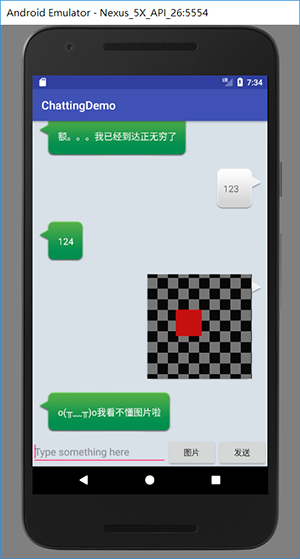 Android Emulator - Nexus_5X_API_26:5554
7:34
ChattingDemo
额。。。我已经到达正无穷了
123
124
o(╥﹏╥)o我看不懂图片啦
Type something here
图片
发送